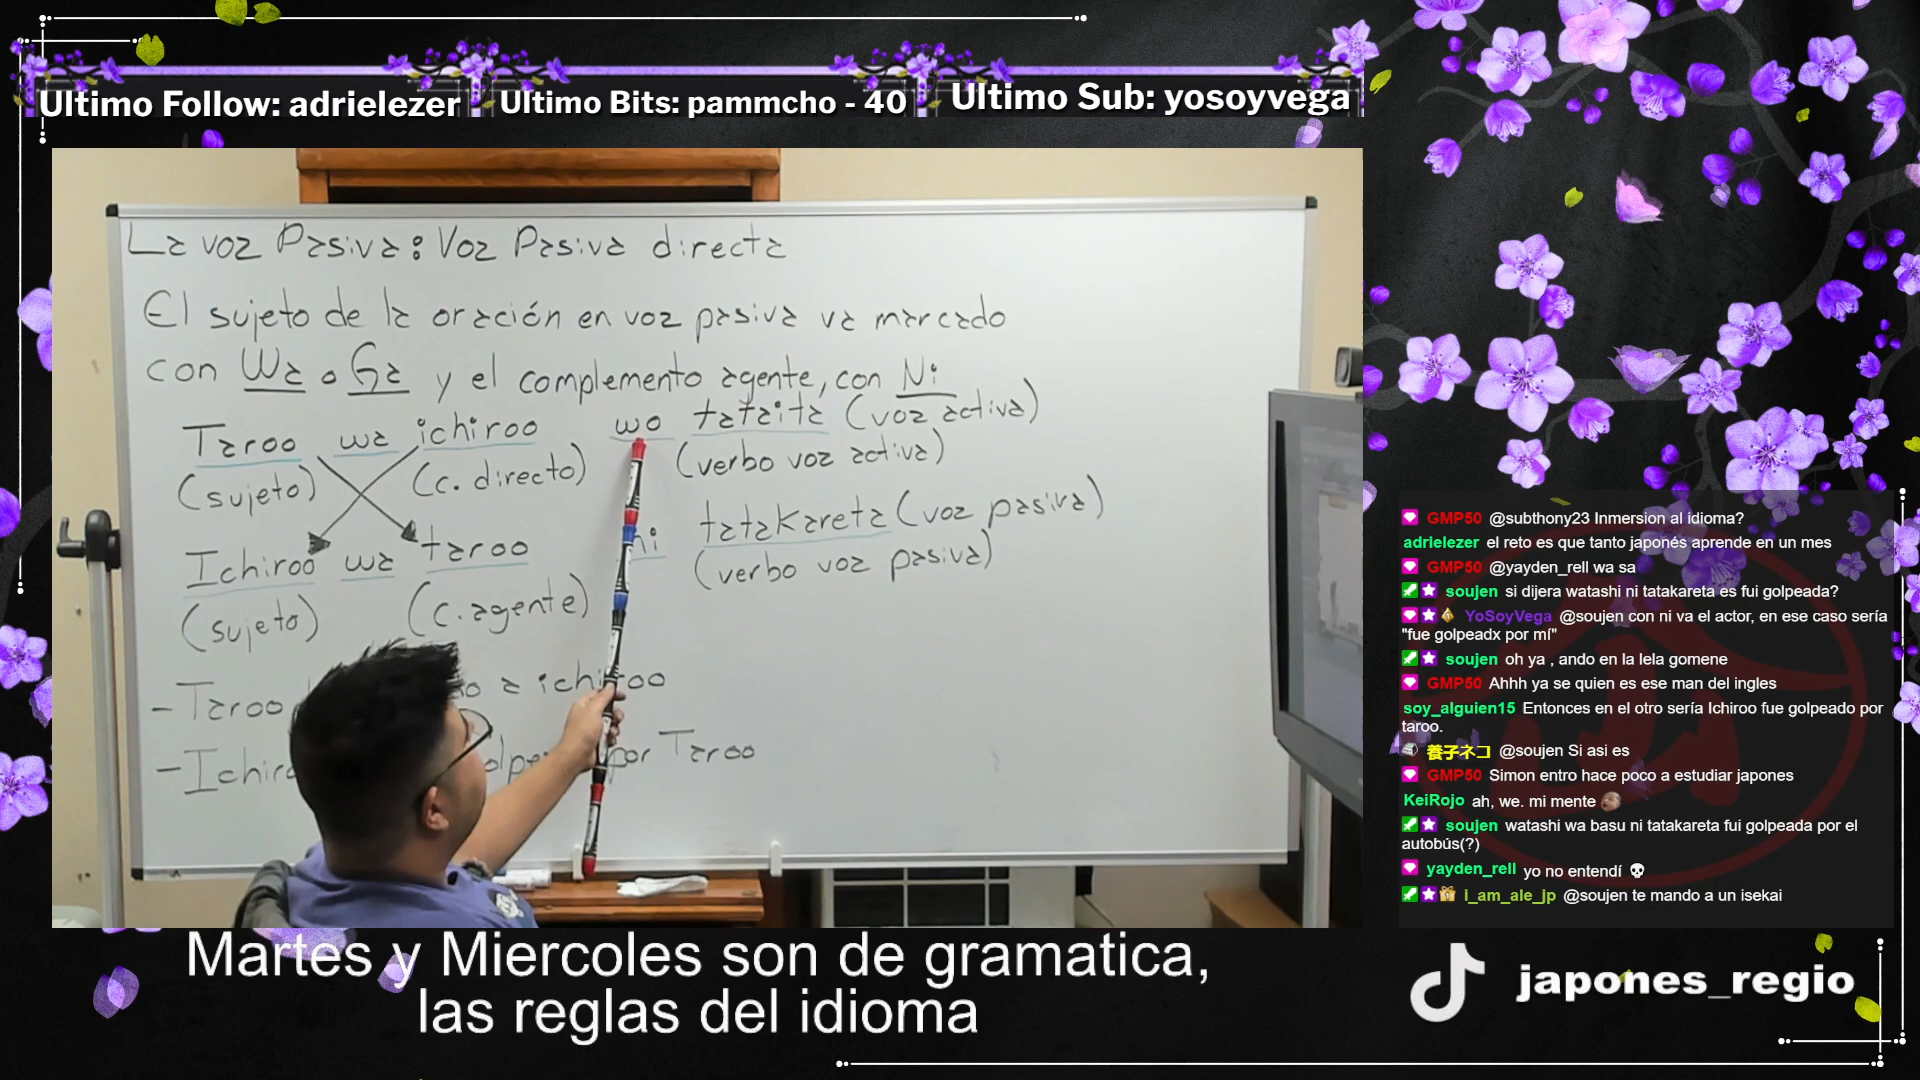 Ultimo Follow: adrielezer
Ultimo Bits: pammcho - 40
Ultimo Sub: yosoyvega
La voz Pasiva: Voz Pasiva directa
El sujeto de la oración en voz pasiva va marcado
con Wa o Ga y el complemento agente, con Ni
Taroo wa ichiroo wo tataita (voz activa)
(sujeto) (c. directo) (verbo voz activa)
Ichiroo wa taroo ni tatakareta (voz pasiva)
(sujeto) (c. agente) (verbo voz pasiva)
- Taroo a ichiroo
- por Taroo
GMP50 @subthony23 Inmersion al idioma?
adrielezer el reto es que tanto japonés aprende en un mes
GMP50 @yayden_rell wa sa
soujen si dijera watashi ni tatakareta es fui golpeada?
YoSoyVega @soujen con ni va el actor, en ese caso sería
"fue golpeadx por mí"
soujen oh ya , ando en la lela gomene
GMP50 Ahhh ya se quien es ese man del ingles
soy_alguien15 Entonces en el otro sería Ichiroo fue golpeado por
taroo.
養子ネコ @soujen Si asi es
GMP50 Simon entro hace poco a estudiar japones
KeiRojo ah, we. mi mente
soujen watashi wa basu ni tatakareta fui golpeada por el
autobús(?)
yayden_rell yo no entendí
i_am_ale_jp @soujen te mando a un isekai
Martes y Miercoles son de gramatica,
las reglas del idioma
japones_regio